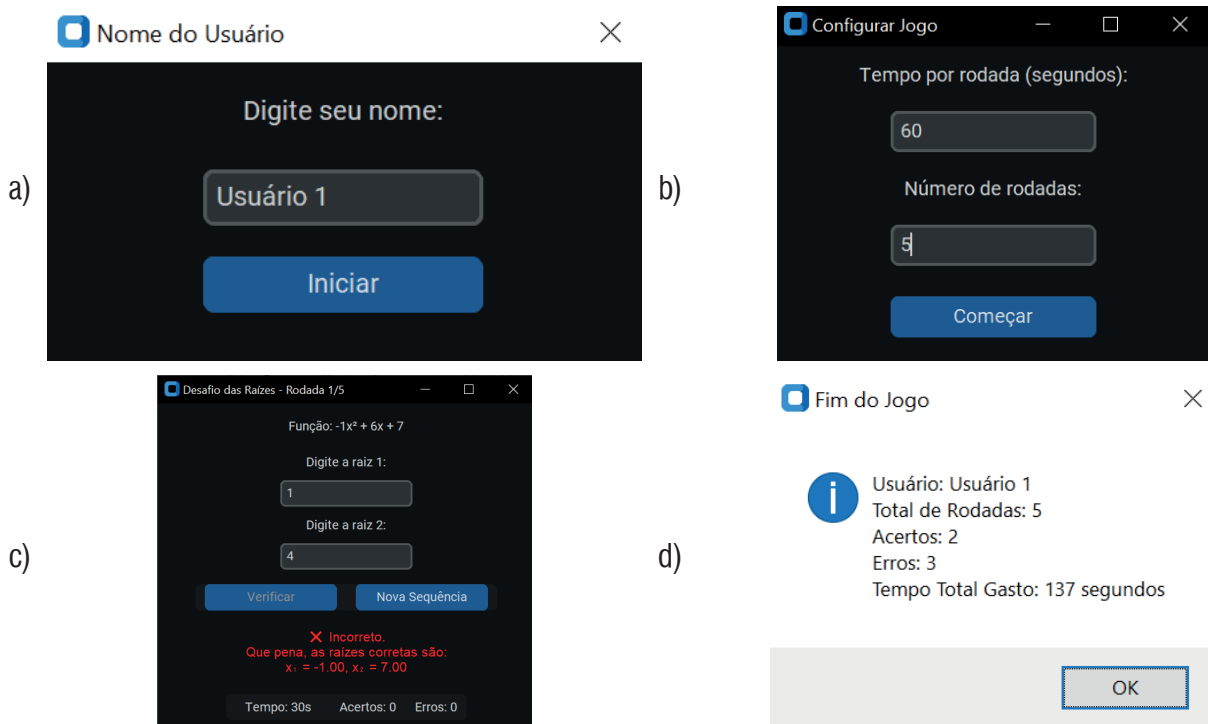 a)
Nome do Usuário
Digite seu nome:
Usuário 1
Iniciar
b)
Configurar Jogo
Tempo por rodada (segundos):
60
Número de rodadas:
5
Começar
c)
Desafio das Raízes - Rodada 1/5
Função: -1x² + 6x + 7
Digite a raiz 1:
1
Digite a raiz 2:
4
Verificar Nova Sequência
❌ Incorreto.
Que pena, as raízes corretas são:
x₁ = -1.00, x₂ = 7.00
Tempo: 30s Acertos: 0 Erros: 0
d)
Fim do Jogo
Usuário: Usuário 1
Total de Rodadas: 5
Acertos: 2
Erros: 3
Tempo Total Gasto: 137 segundos
OK